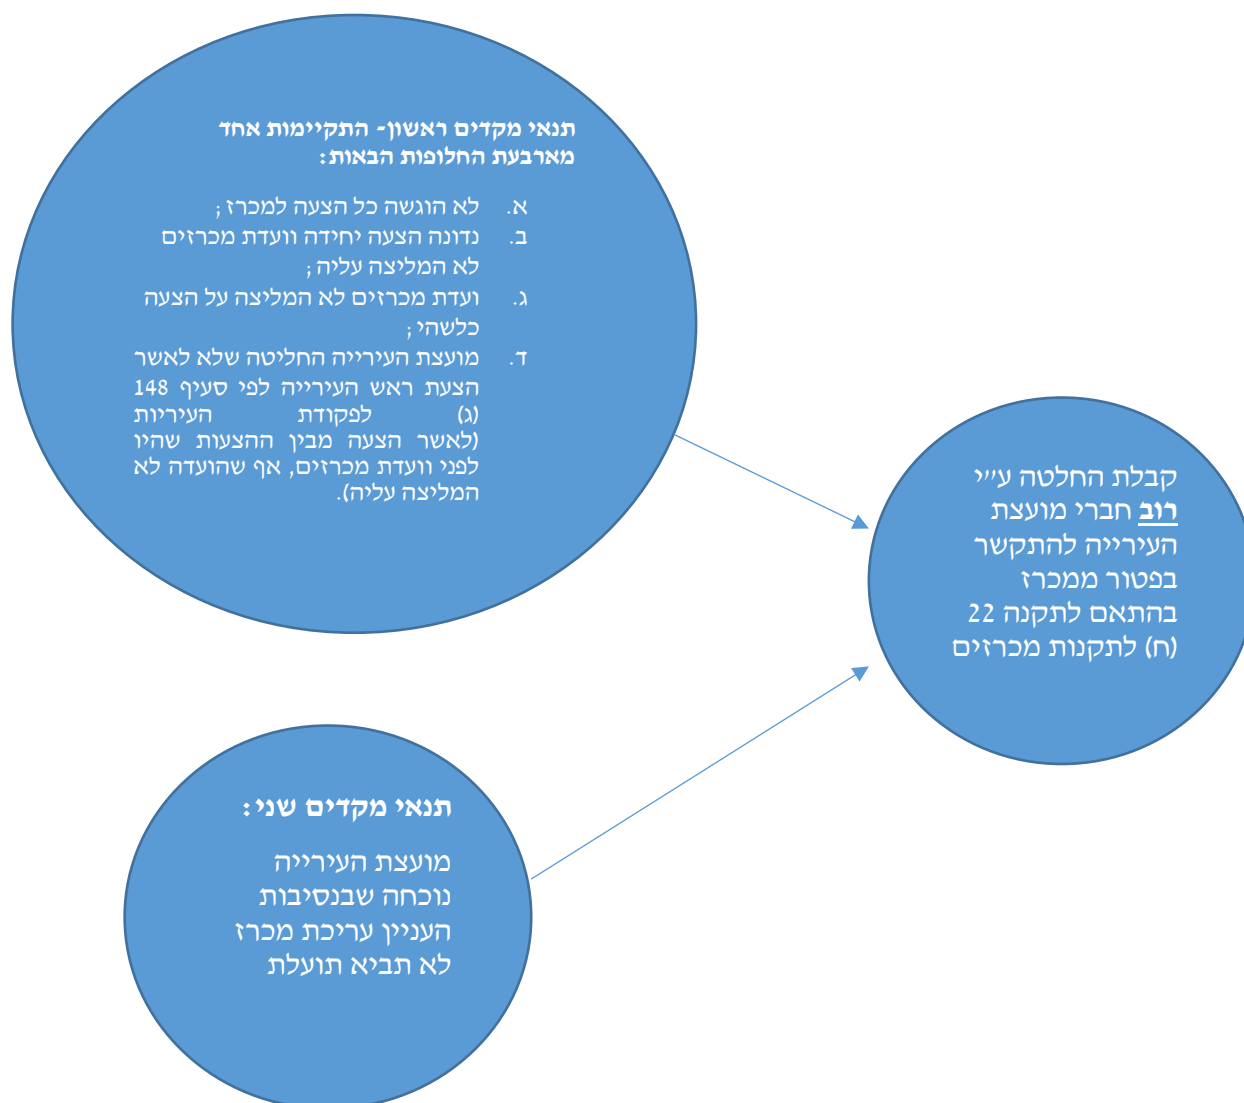 תנאי מקדים ראשון- התקיימות אחד
מארבעת החלופות הבאות:
א. לא הוגשה כל הצעה למכרז;
ב. נדונה הצעה יחידה וועדת מכרזים
לא המליצה עליה;
ג. ועדת מכרזים לא המליצה על הצעה
כלשהי;
ד. מועצת העירייה החליטה שלא לאשר
הצעת ראש העירייה לפי סעיף 148
(ג) לפקודת העיריות
(לאשר הצעה מבין ההצעות שהיו
לפני וועדת מכרזים, אף שהועדה לא
המליצה עליה).
קבלת החלטה ע״י
רוב חברי מועצת
העירייה להתקשר
בפטור ממכרז
בהתאם לתקנה 22
(ח) לתקנות מכרזים
תנאי מקדים שני:
מועצת העירייה
נוכחה שבנסיבות
העניין עריכת מכרז
לא תביא תועלת